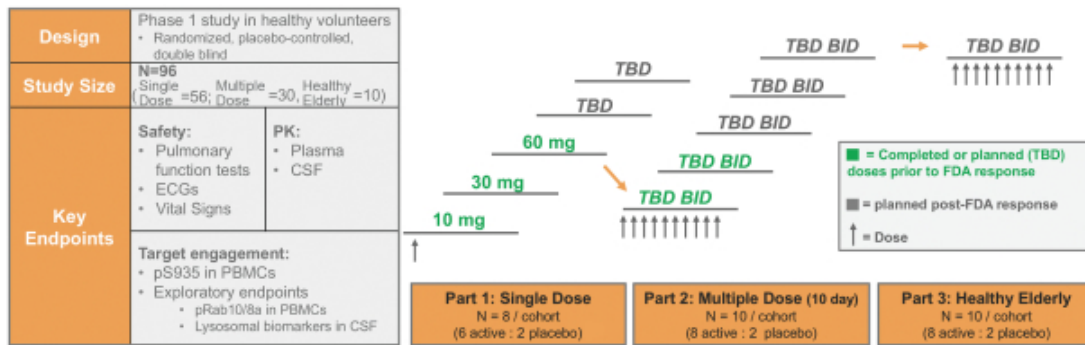 Design
Phase 1 study in healthy volunteers
• Randomized, placebo-controlled,
double blind
Study Size
N=96
(Single Dose =56; Multiple Dose =30, Healthy Elderly =10)
Key
Endpoints
Safety:
• Pulmonary
function tests
• ECGs
• Vital Signs
PK:
• Plasma
• CSF
Target engagement:
• pS935 in PBMCs
• Exploratory endpoints
• pRab10/8a in PBMCs
• Lysosomal biomarkers in CSF
10 mg
30 mg
60 mg
TBD
TBD
TBD BID
TBD BID
TBD BID
TBD BID
TBD BID
TBD BID
= Completed or planned (TBD)
doses prior to FDA response
= planned post-FDA response
= Dose
Part 1: Single Dose
N = 8 / cohort
(6 active : 2 placebo)
Part 2: Multiple Dose (10 day)
N = 10 / cohort
(8 active : 2 placebo)
Part 3: Healthy Elderly
N = 10 / cohort
(8 active : 2 placebo)